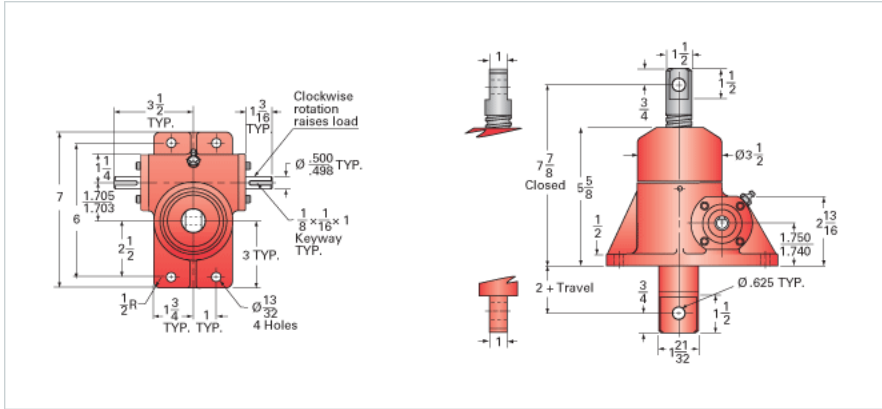 3 1/2
TYP.
1 3/16
TYP.
Clockwise
rotation
raises load
Ø .500/.498 TYP.
1/8 × 1/16 × 1
Keyway
TYP.
7
6
1 1/4
1.705/1.703
2 1/2
3 TYP.
1/2 R
1 3/4
TYP.
1
TYP.
Ø 13/32
4 Holes
1
1 1/2
1 1/2
3/4
7 7/8
Closed
5 5/8
Ø3 1/2
1/2
2 13/16
1.750/1.740
2 + Travel
3/4
Ø .625 TYP.
1 1/2
1
1 21/32